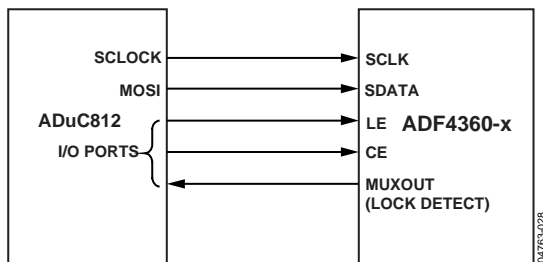 SCLOCK
MOSI
ADuC812
I/O PORTS
SCLK
SDATA
LE
ADF4360-x
CE
MUXOUT
(LOCK DETECT)
04763-028